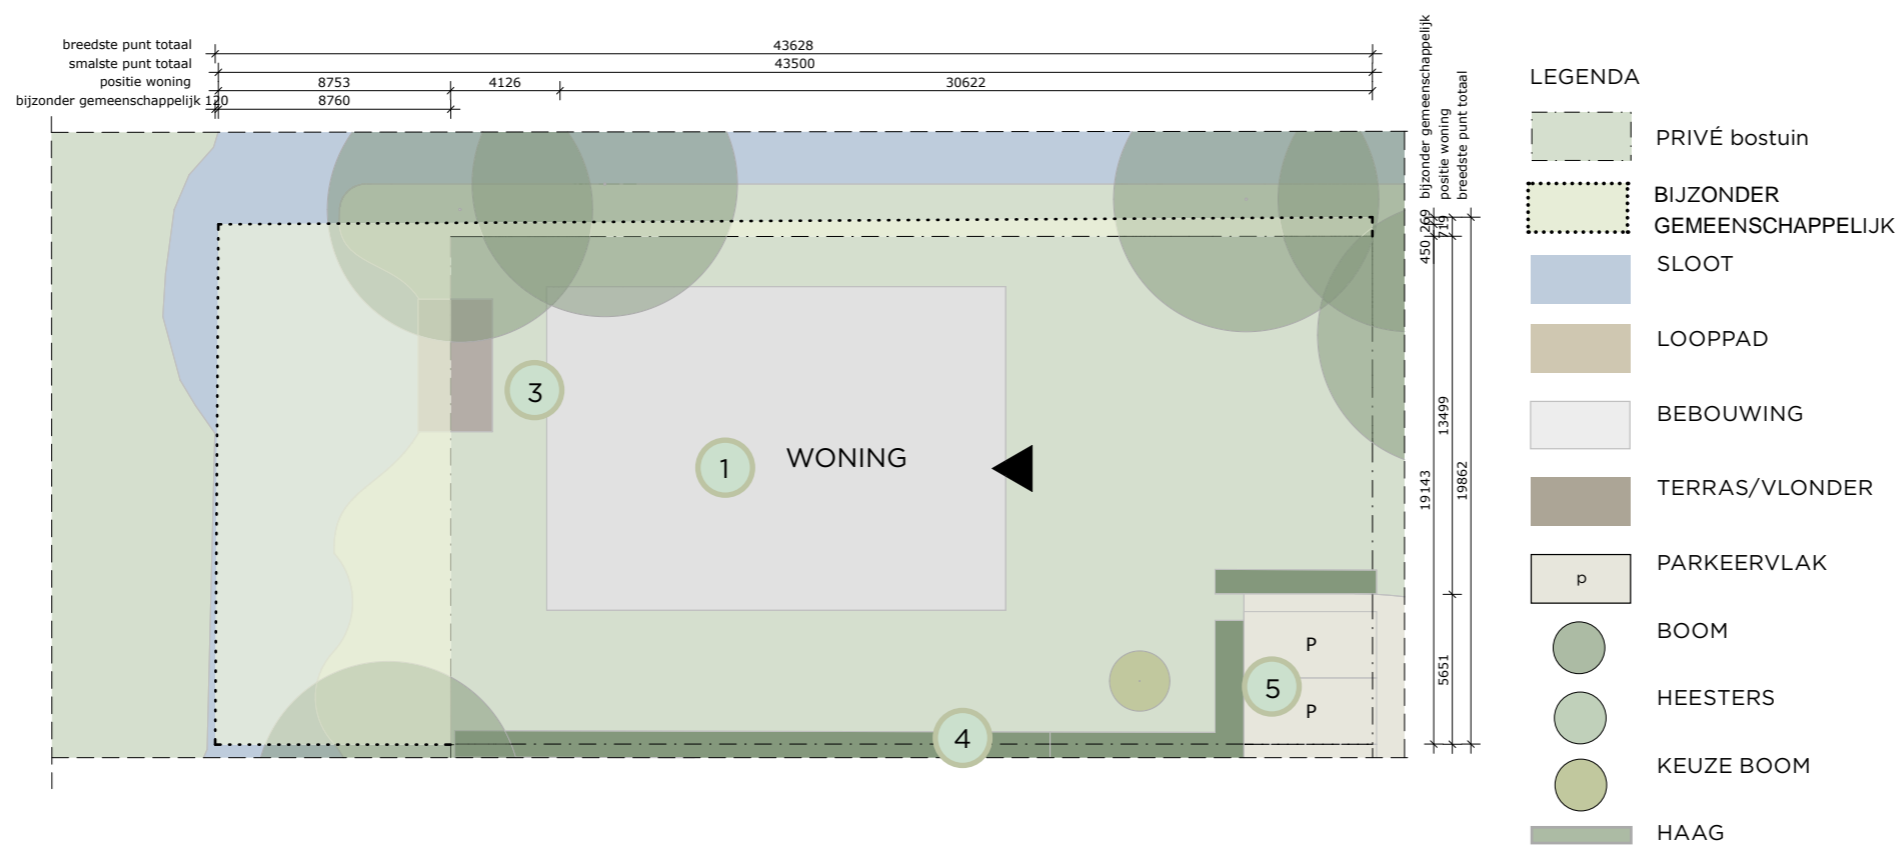 breedste punt totaal
43628
smalste punt totaal
43500
positie woning
8753
4126
30622
bijzonder gemeenschappelijk 120
8760
bijzonder gemeenschappelijk
positie woning
breedste punt totaal
269
719
450
13499
19143
19862
5651
3
1
WONING
P
5
P
4
LEGENDA
PRIVÉ bostuin
BIJZONDER
GEMEENSCHAPPELIJK
SLOOT
LOOPPAD
BEBOUWING
TERRAS/VLONDER
p
PARKEERVLAK
BOOM
HEESTERS
KEUZE BOOM
HAAG